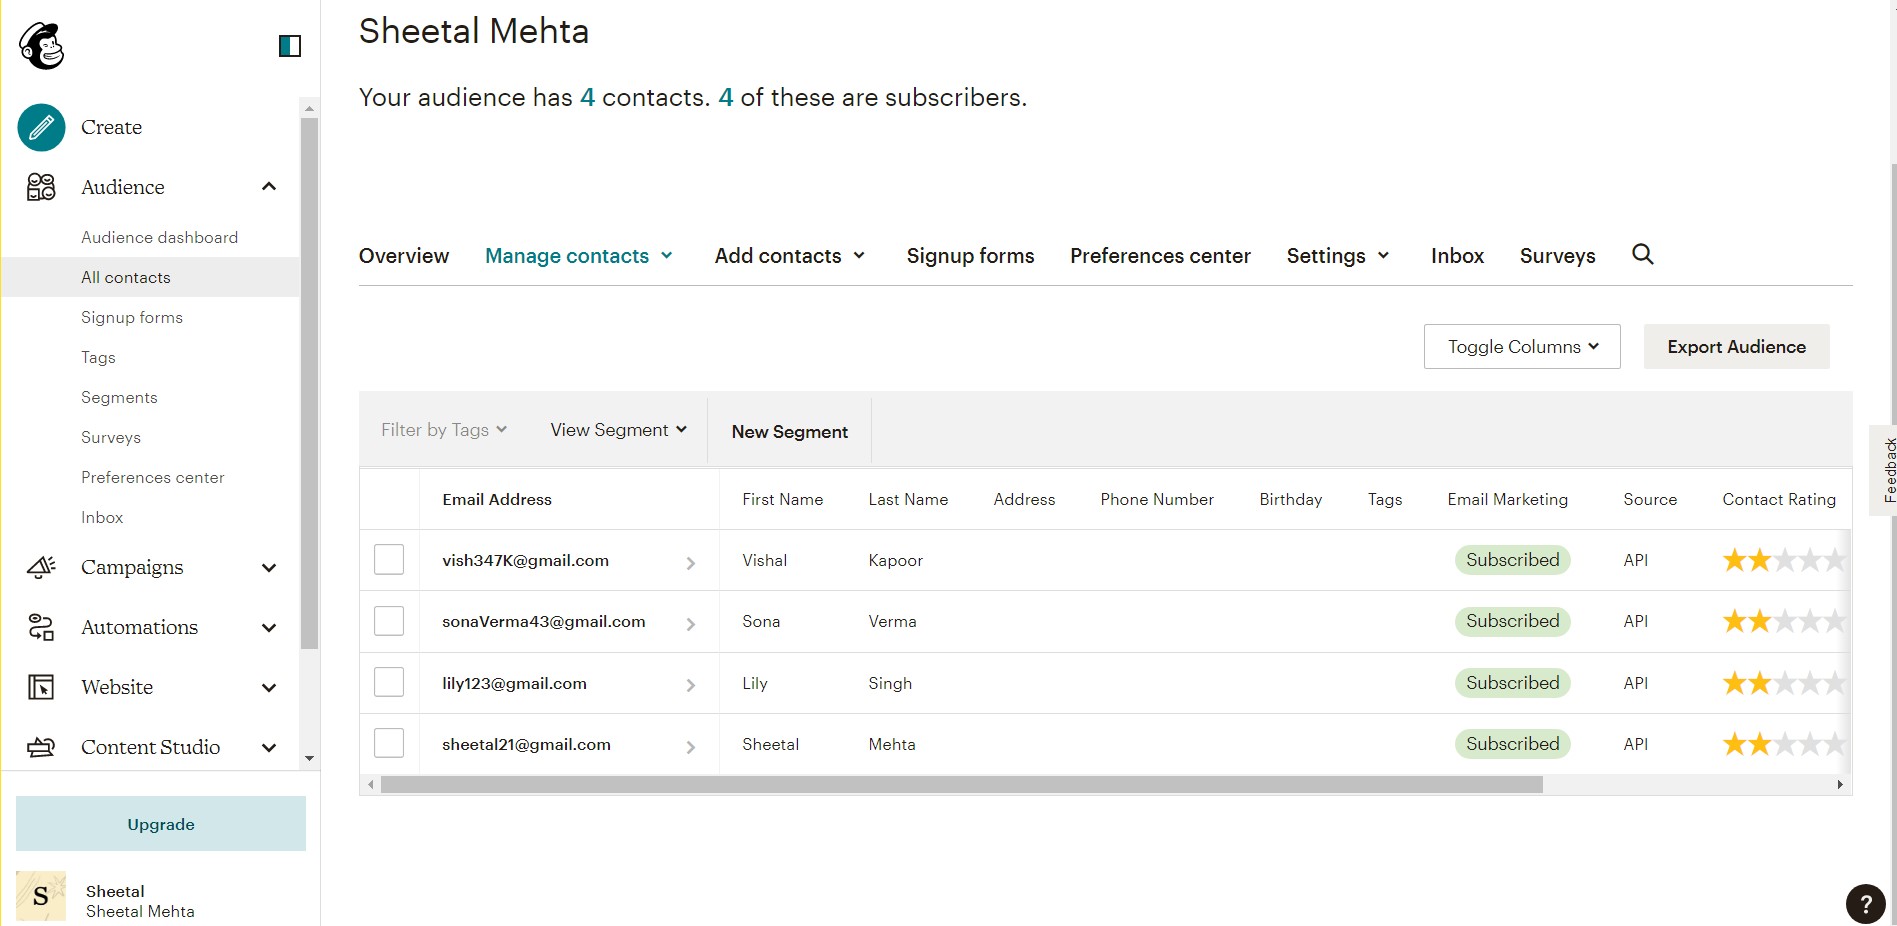 Sheetal Mehta
Your audience has 4 contacts. 4 of these are subscribers.
Create
Audience
Audience dashboard
All contacts
Signup forms
Tags
Segments
Surveys
Preferences center
Inbox
Campaigns
Automations
Website
Content Studio
Upgrade
S
Sheetal
Sheetal Mehta
Overview Manage contacts Add contacts Signup forms Preferences center Settings Inbox Surveys
Toggle Columns Export Audience
Filter by Tags View Segment New Segment
Email Address First Name Last Name Address Phone Number Birthday Tags Email Marketing Source Contact Rating
vish347K@gmail.com Vishal Kapoor Subscribed API
sonaVerma43@gmail.com Sona Verma Subscribed API
lily123@gmail.com Lily Singh Subscribed API
sheetal21@gmail.com Sheetal Mehta Subscribed API
Feedback
?